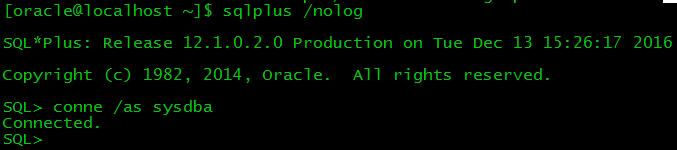 [oracle@localhost ~]$ sqlplus /nolog
SQL*Plus: Release 12.1.0.2.0 Production on Tue Dec 13 15:26:17 2016
Copyright (c) 1982, 2014, Oracle.  All rights reserved.
SQL> conne /as sysdba
Connected.
SQL>